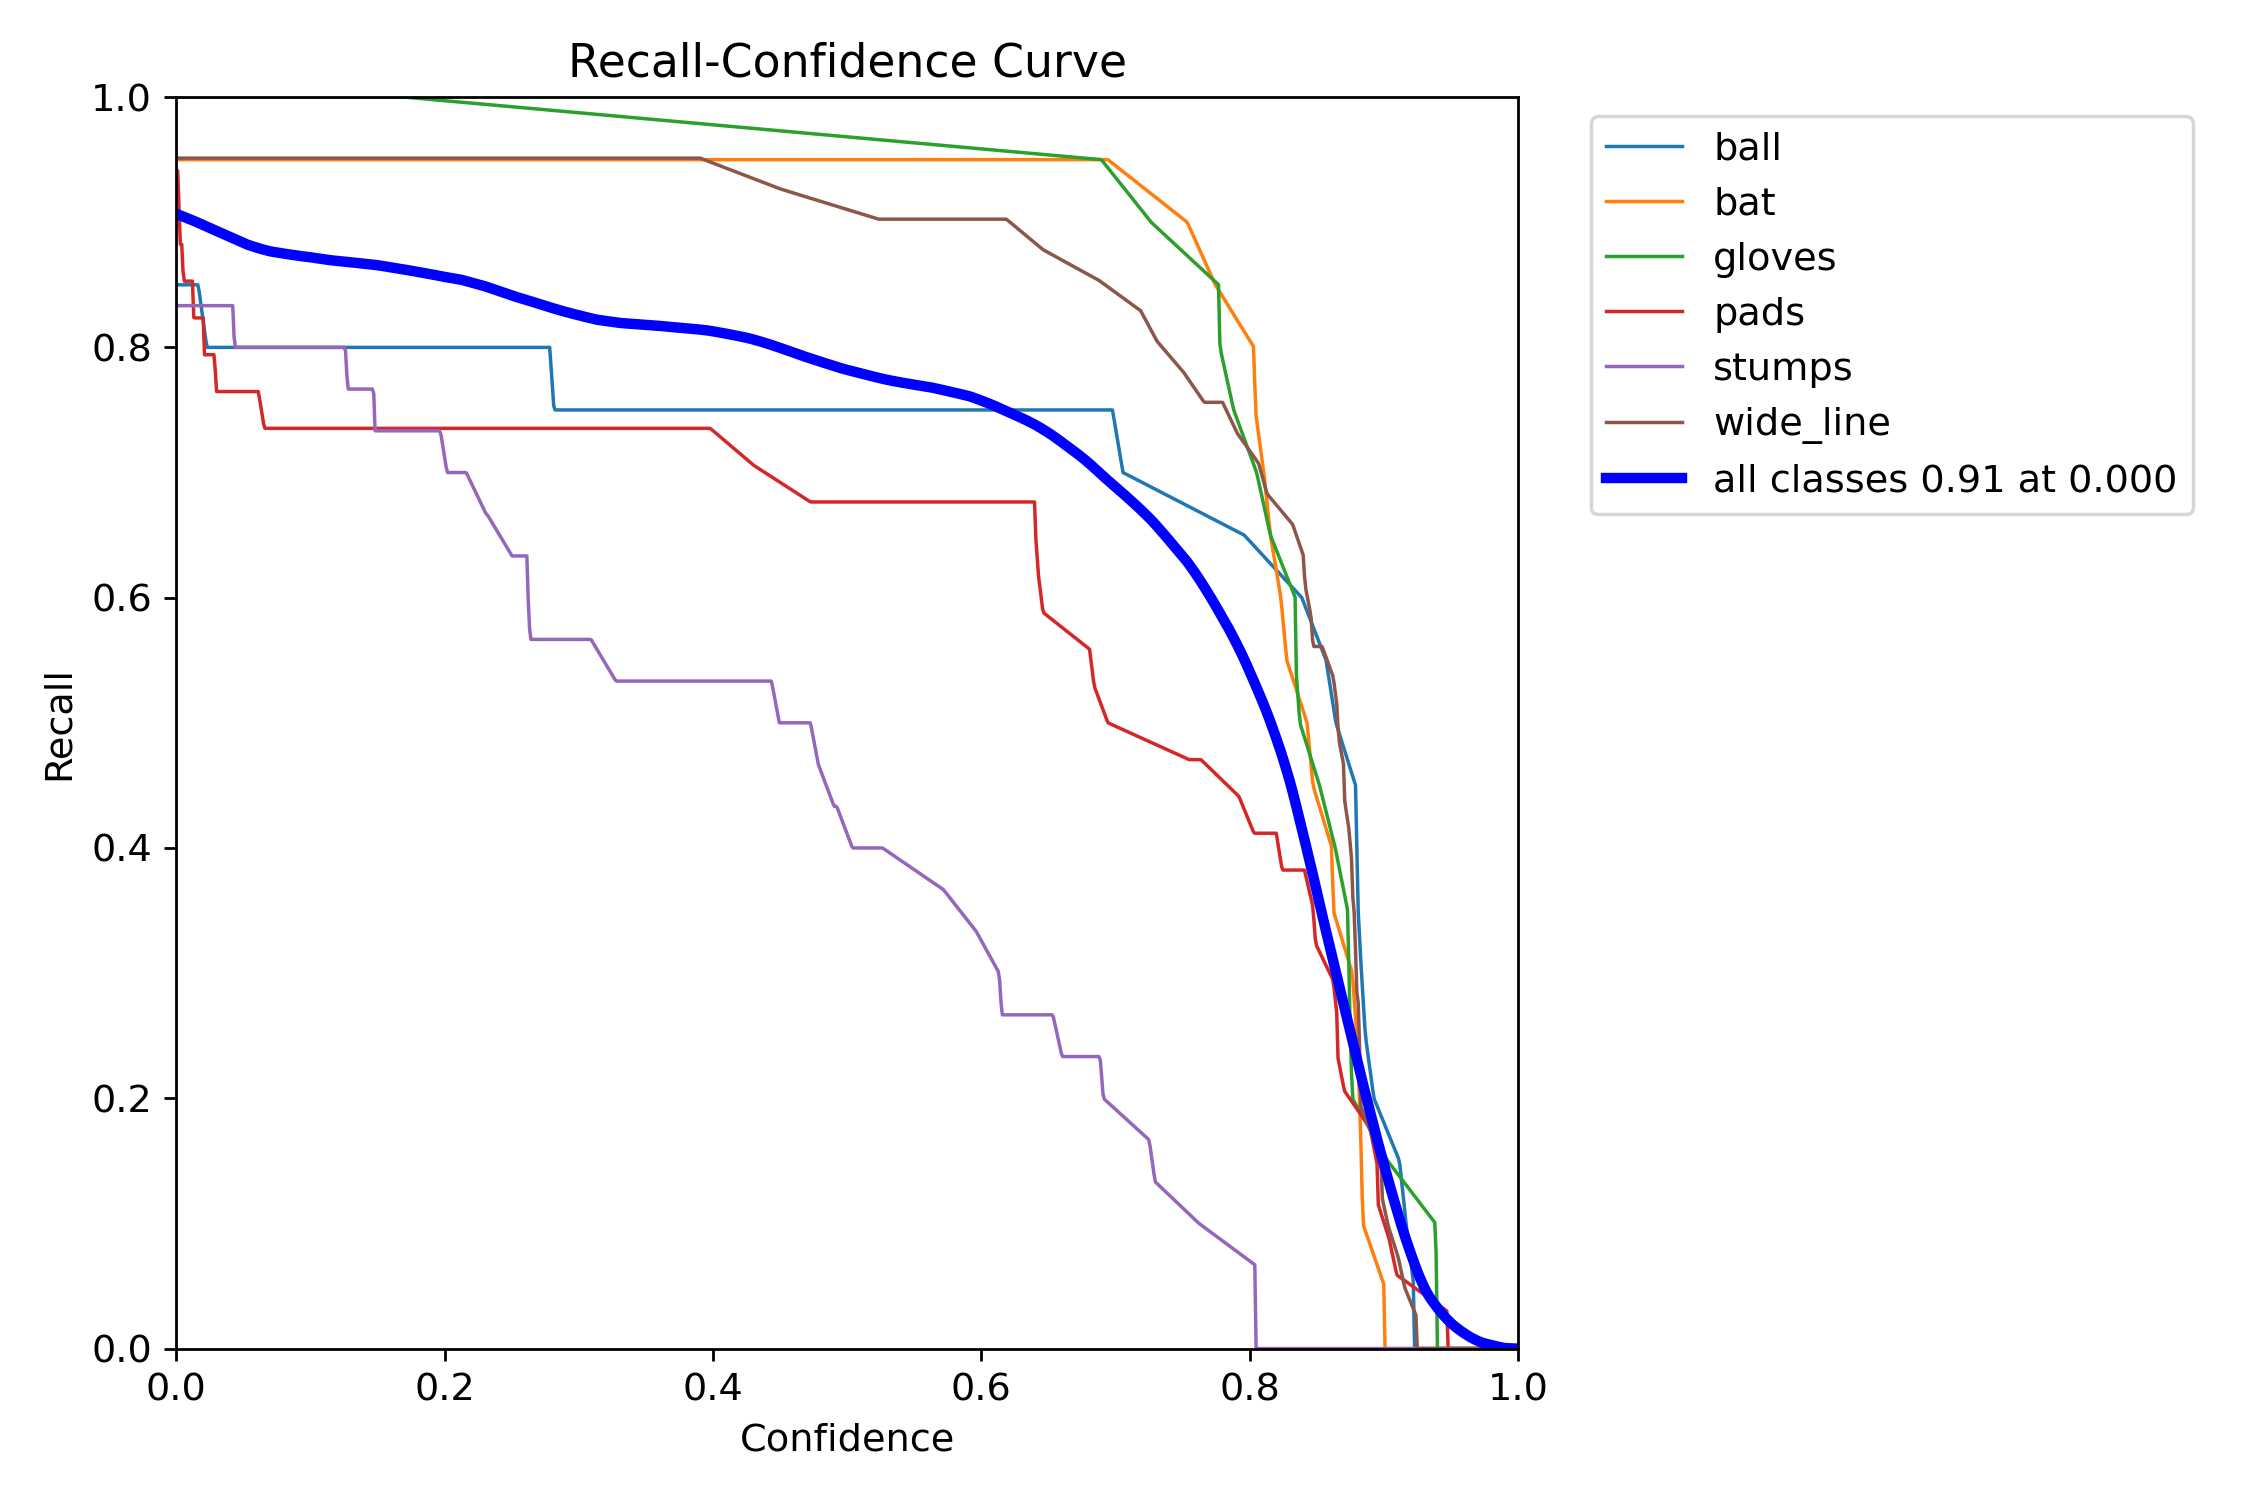 Recall-Confidence Curve
1.0
0.8
0.6
0.4
0.2
0.0
Recall
0.0 0.2 0.4 0.6 0.8 1.0
Confidence
ball
bat
gloves
pads
stumps
wide_line
all classes 0.91 at 0.000